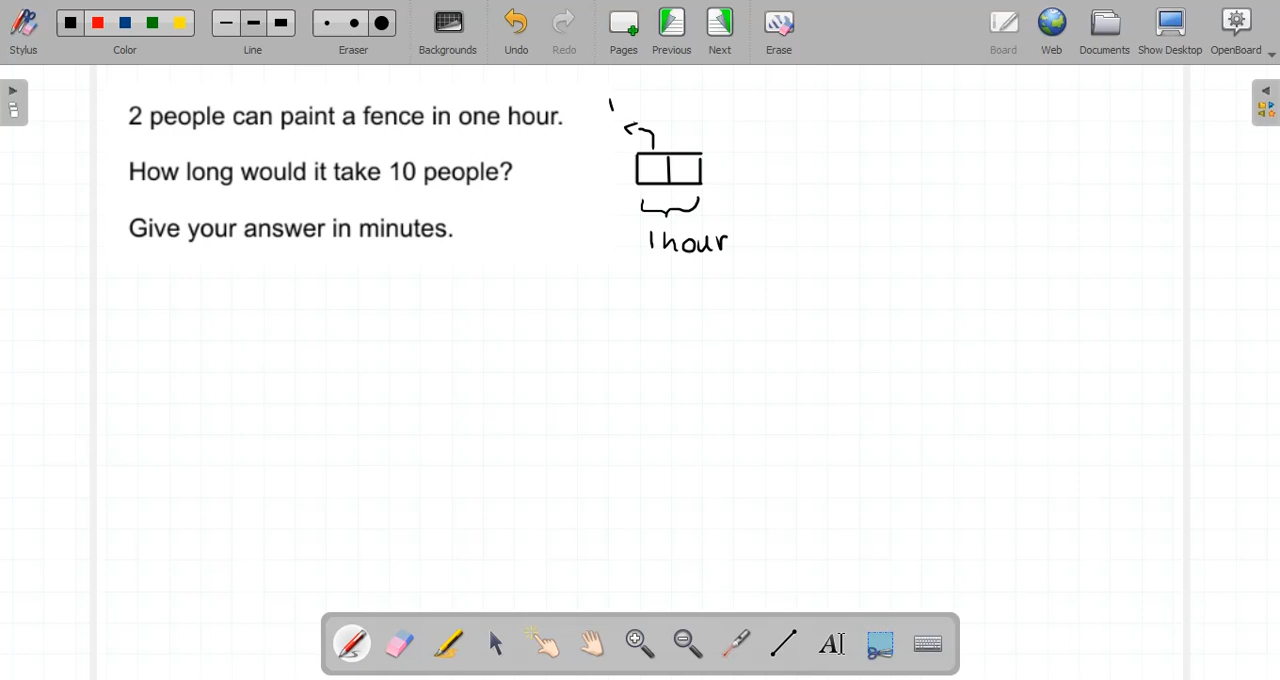 Stylus
Color
Line
Eraser
Backgrounds
Undo
Redo
Pages
Previous
Next
Erase
Board
Web
Documents
Show Desktop
OpenBoard
2 people can paint a fence in one hour.
How long would it take 10 people?
Give your answer in minutes.
1 hour
AI